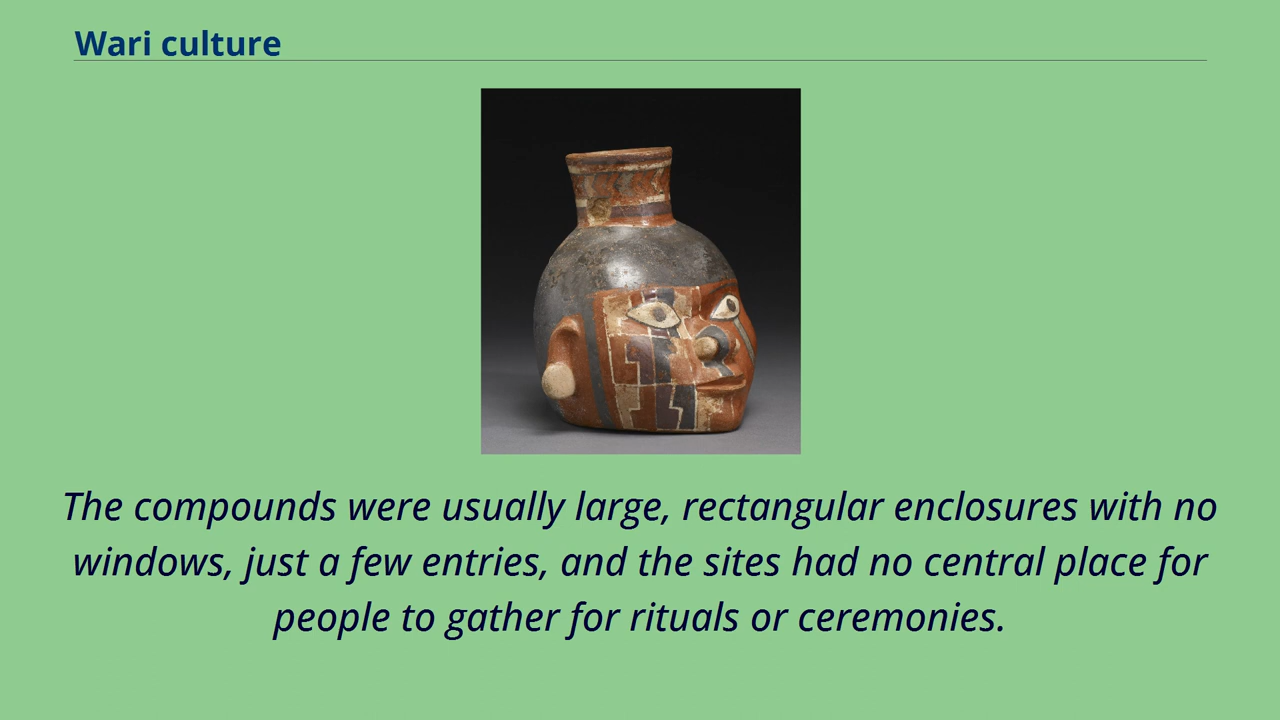 Wari culture
The compounds were usually large, rectangular enclosures with no
windows, just a few entries, and the sites had no central place for
people to gather for rituals or ceremonies.